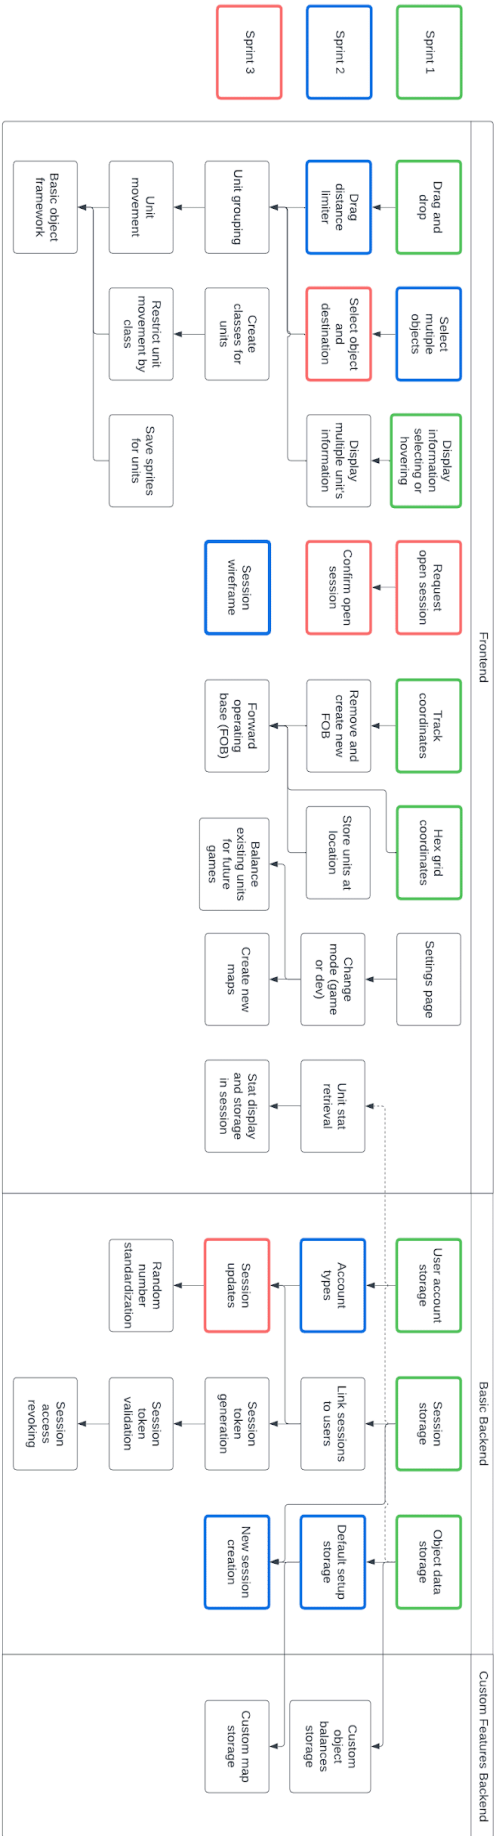 Sprint 1
Sprint 2
Sprint 3
Frontend
Basic Backend
Custom Features Backend
Drag and
drop
Select
mutiple
objects
Display
information
selecting or
hovering
Request
open session
Track
coordinates
Hex grid
coordinates
Settings page
User account
storage
Session
storage
Object data
storage
Drag
distance
limiter
Select object
and
destination
Display
multiple unit's
information
Confirm open
session
Remove and
create new
FOB
Store units at
location
Change
mode (game
or dev)
Unit stat
retrieval
Account
types
Link sessions
to users
Default setup
storage
Custom
object
balances
storage
Unit grouping
Create
classes for
units
Session
wireframe
Forward
operating
base (FOB)
Balance
existing units
for future
games
Create new
maps
Stat display
and storage
in session
Session
updates
Session
token
generation
New session
creation
Custom map
storage
Unit
movement
Restrict unit
movement by
class
Save sprites
for units
Random
number
standardization
Session
token
validation
Basic object
framework
Session
access
revoking